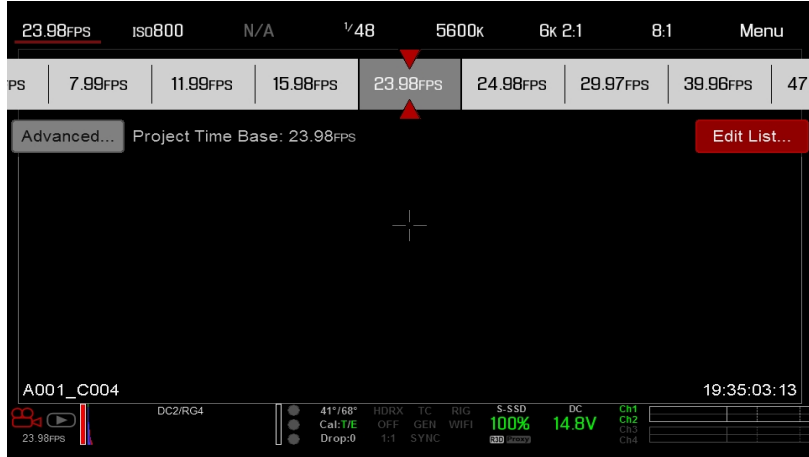 23.98FPS ISO800 N/A 1/48 5600K 6K 2:1 8:1 Menu
PS 7.99FPS 11.99FPS 15.98FPS 23.98FPS 24.98FPS 29.97FPS 39.96FPS 47
Advanced... Project Time Base: 23.98FPS Edit List...
A001_C004 19:35:03:13
DC2/RG4 41°/68° HDRX TC RIG S-SSD DC Ch1
Cal:T/E OFF GEN WIFI 100% 14.8V Ch2
Ch3
23.98FPS Drop:0 1:1 SYNC R3D Proxy Ch4